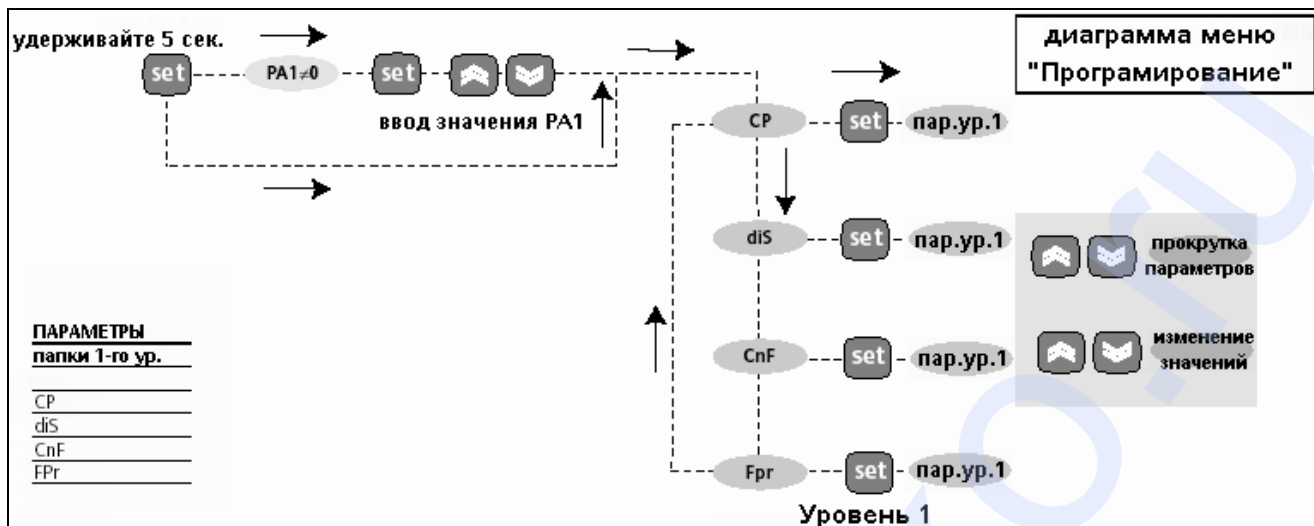 удерживайте 5 сек.
set
PA1≠0
set
ввод значения PA1
диаграмма меню
"Програмирование"
CP
set
пар.ур.1
diS
set
пар.ур.1
прокрутка
параметров
CnF
set
пар.ур.1
изменение
значений
Fpr
set
пар.ур.1
Уровень 1
ПАРАМЕТРЫ
папки 1-го ур.
CP
diS
CnF
FPr
ro.ru